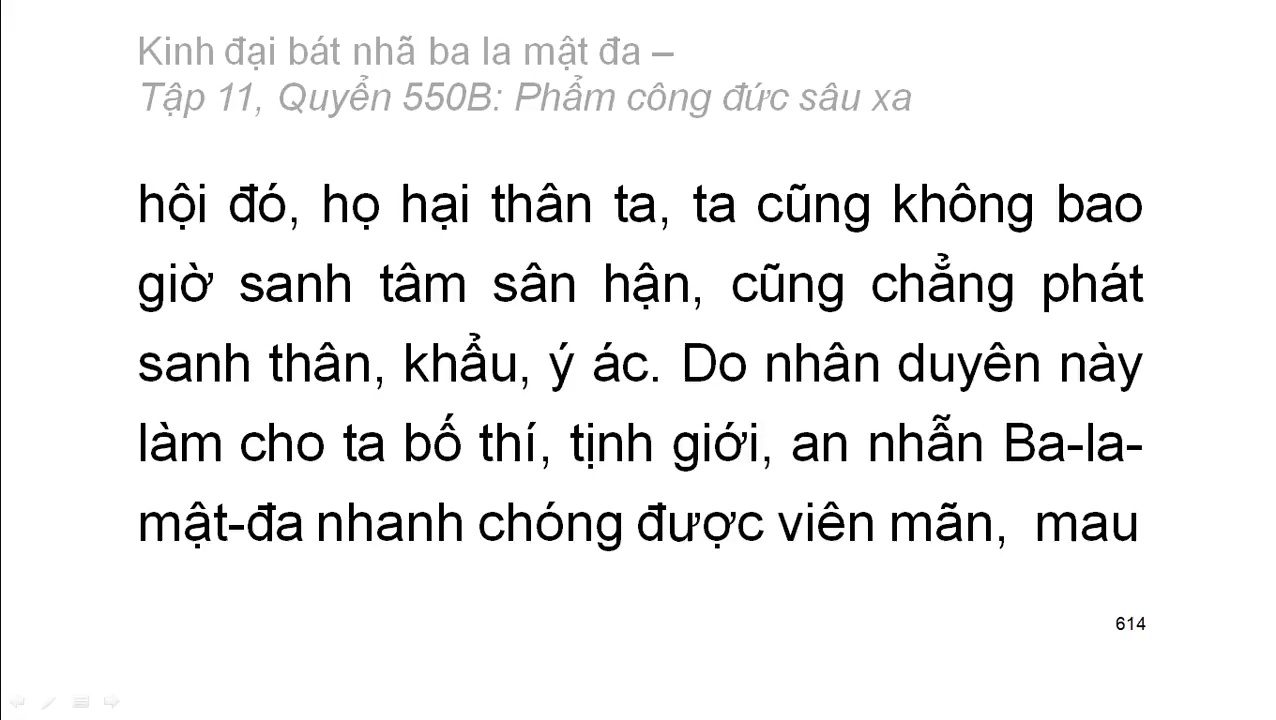 Kinh đại bát nhã ba la mật đa –
Tập 11, Quyển 550B: Phẩm công đức sâu xa
hội đó, họ hại thân ta, ta cũng không bao
giờ sanh tâm sân hận, cũng chẳng phát
sanh thân, khẩu, ý ác. Do nhân duyên này
làm cho ta bố thí, tịnh giới, an nhẫn Ba-la-
mật-đa nhanh chóng được viên mãn, mau
614